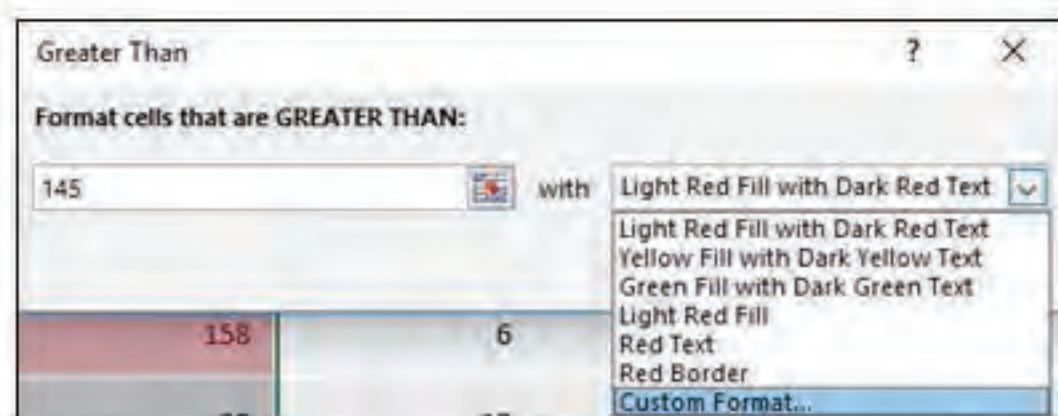 Greater Than ? ×
Format cells that are GREATER THAN:
145 with Light Red Fill with Dark Red Text
Light Red Fill with Dark Red Text
Yellow Fill with Dark Yellow Text
Green Fill with Dark Green Text
Light Red Fill
158 6 Red Text
Red Border
Custom Format...